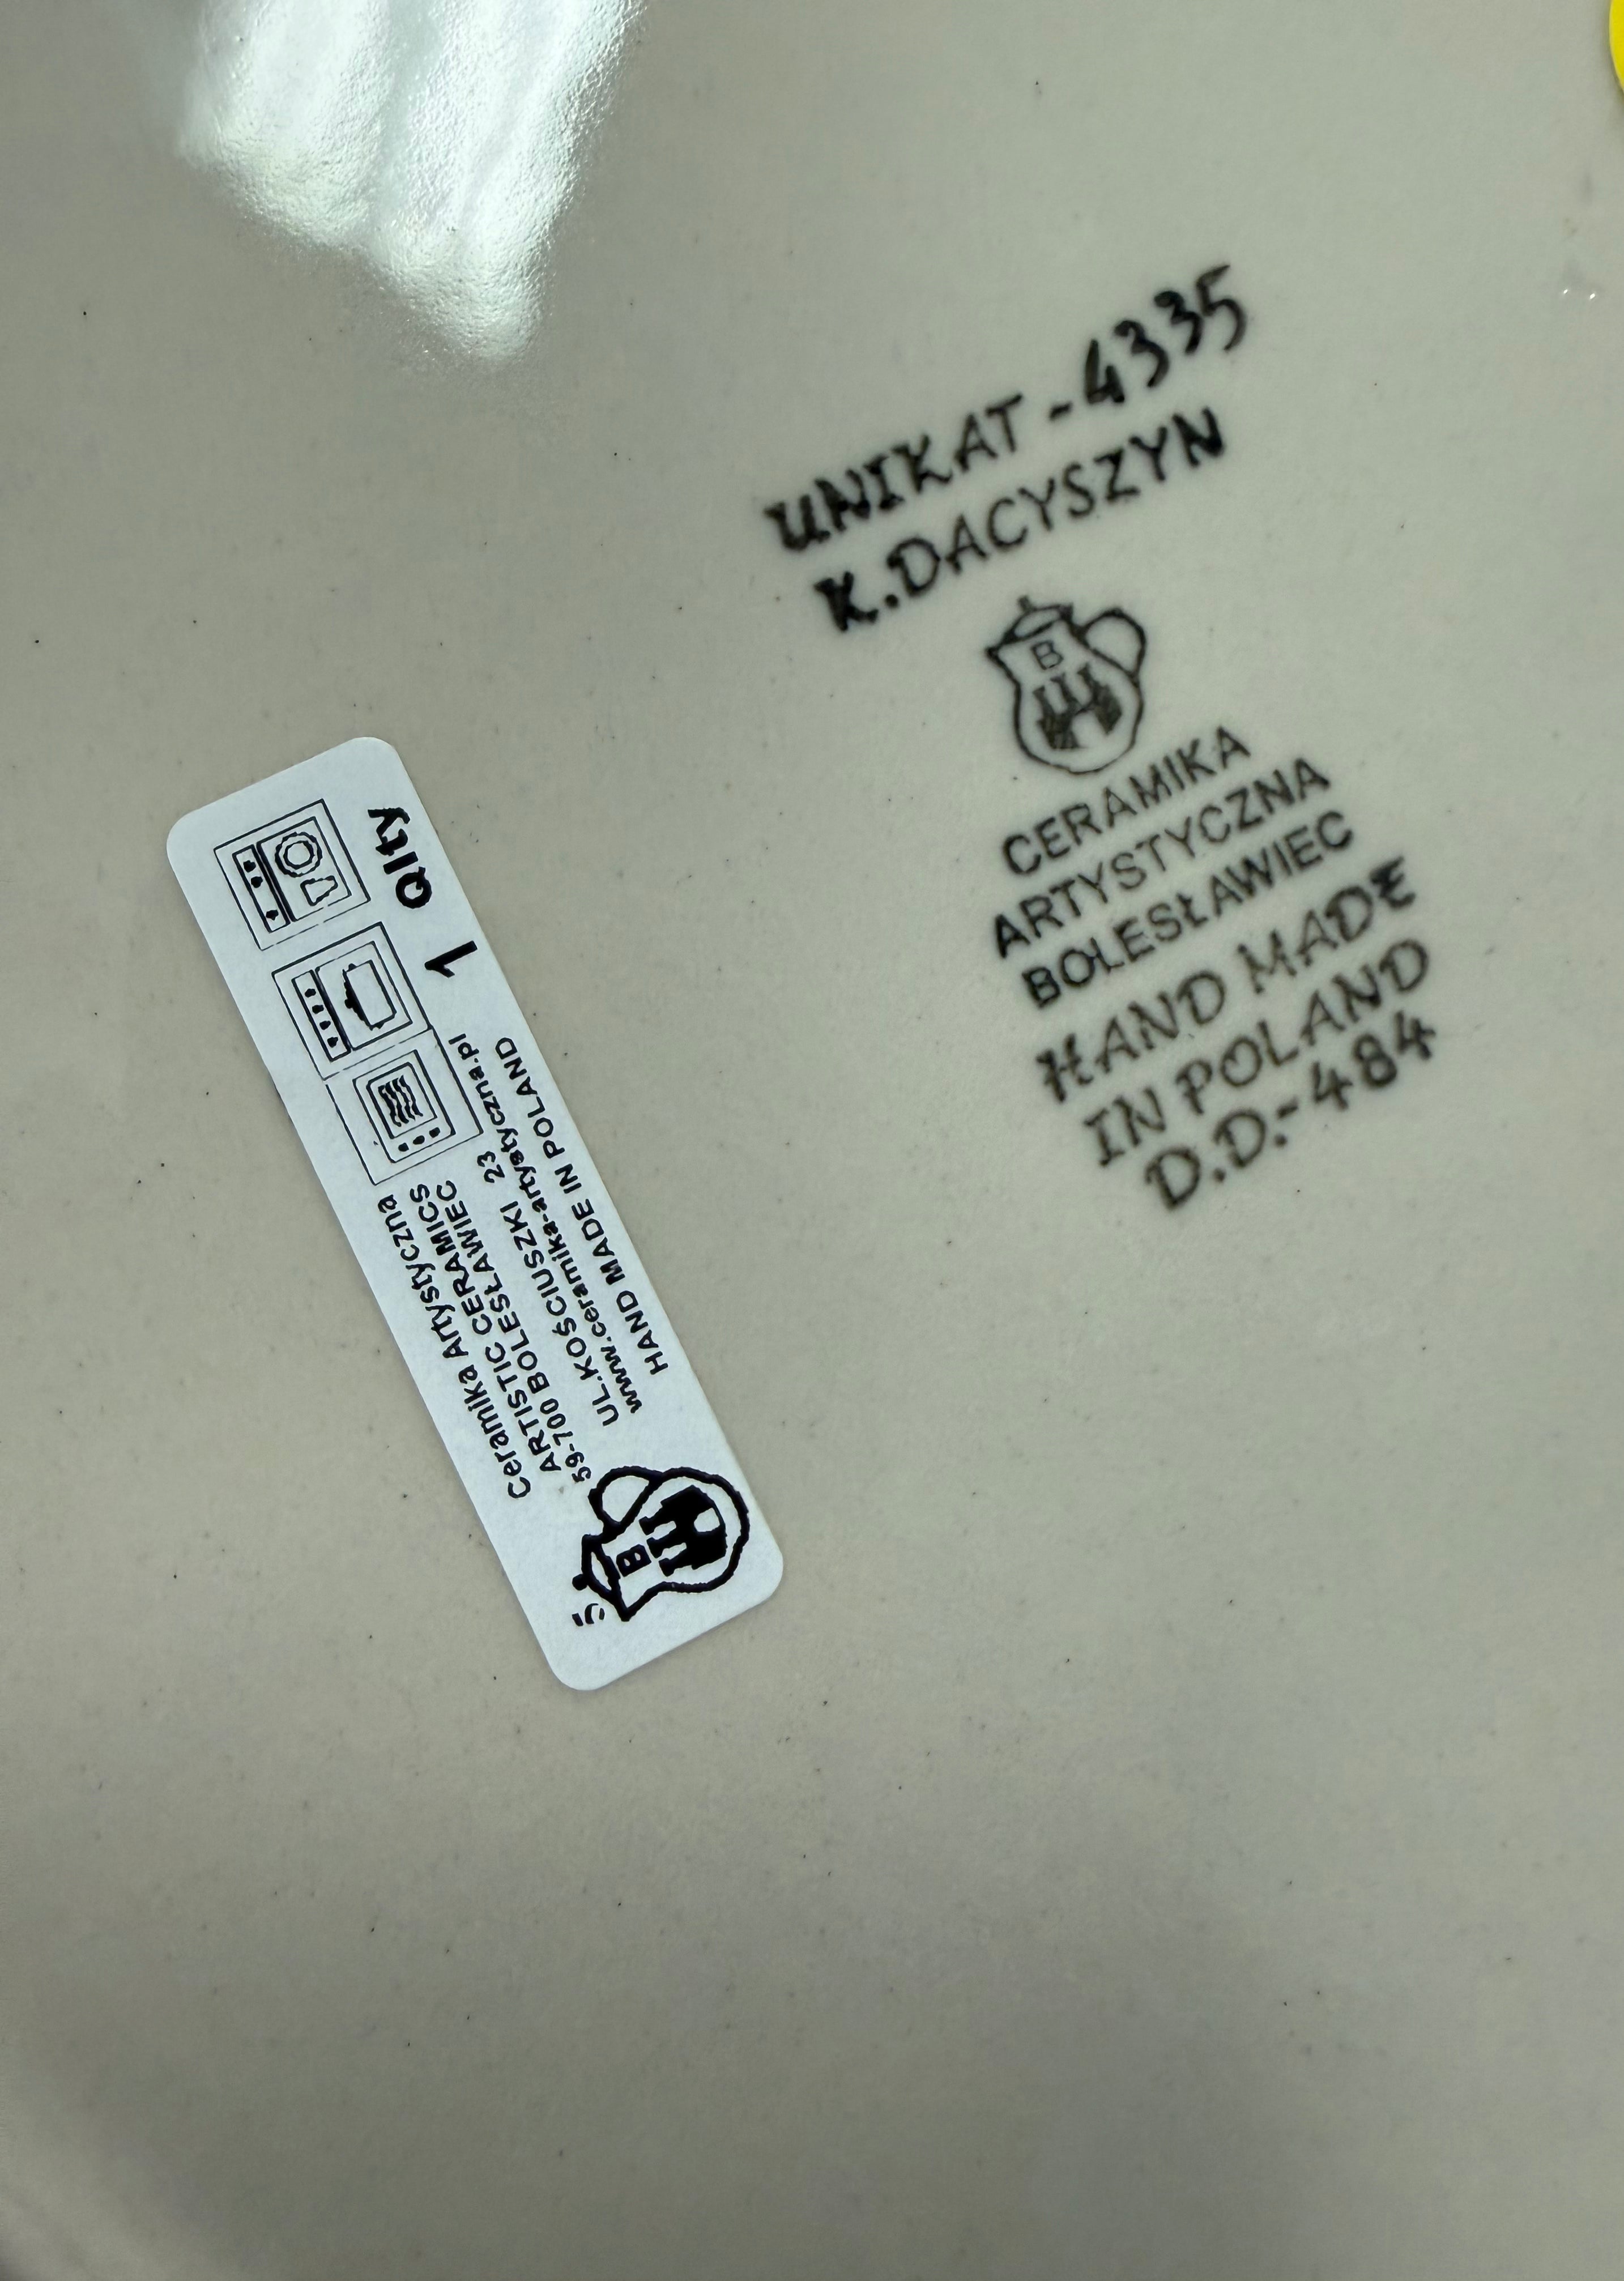 UNIKAT - 4335
K. DACYSZYN
B
CERAMIKA
ARTYSTYCZNA
BOLESŁAWIEC
HAND MADE
IN POLAND
D.D.-484
B
Ceramika Artystyczna
ARTISTIC CERAMICS
59-700 BOLESŁAWIEC
UL.KOŚCIUSZKI 23
www.ceramika-artystyczna.pl
HAND MADE IN POLAND
1 Qlty